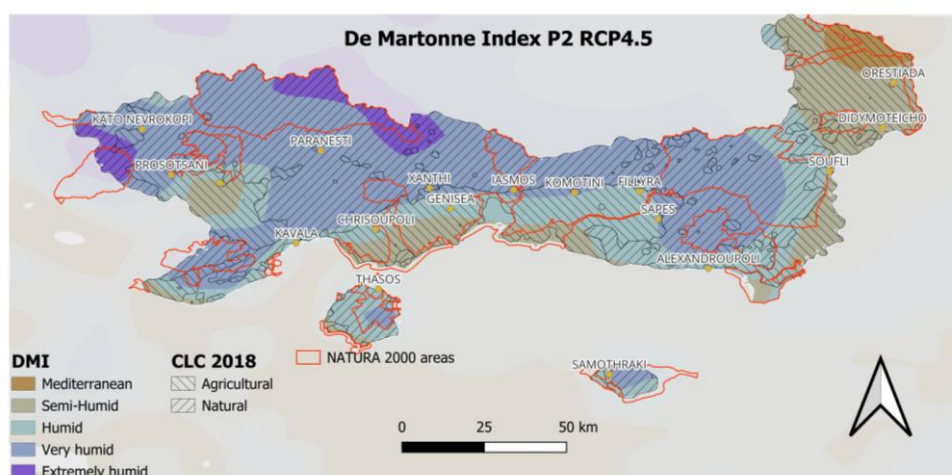 De Martonne Index P2 RCP4.5
ORESTIADA
KATO NEVROKOPI
DIDYMOTEICHO
PARANESTI
PROSOTSANI
SOUFLI
XANTHI
IASMOS
KOMOTINI
FILLYRA
GENISEA
SAPES
CHRISOUPOLI
KAVALA
ALEXANDROUPOLI
THASOS
SAMOTHRAKI
DMI
Mediterranean
Semi-Humid
Humid
Very humid
Extremely humid
CLC 2018
Agricultural
Natural
NATURA 2000 areas
0 25 50 km